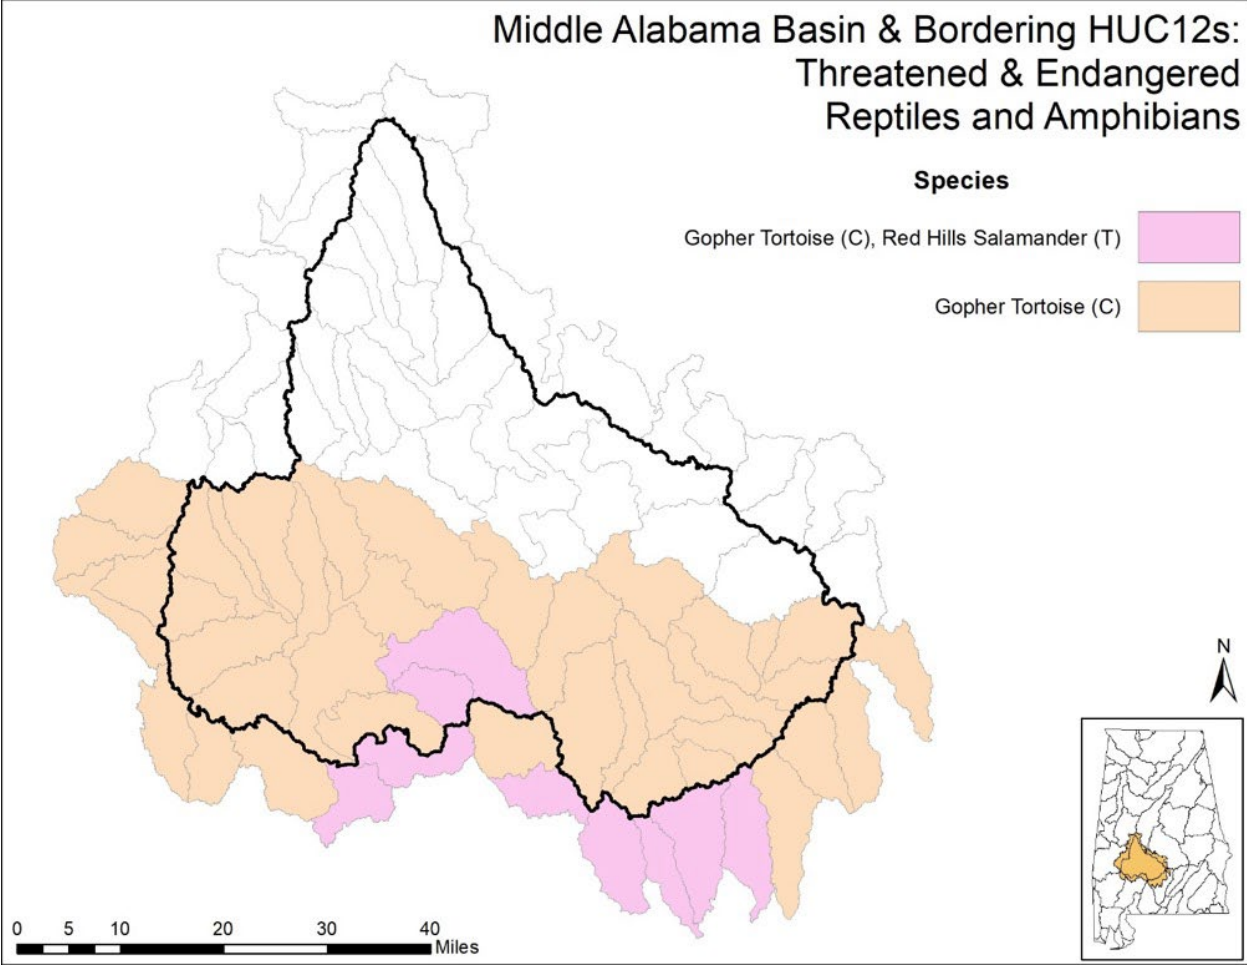 Middle Alabama Basin & Bordering HUC12s:
Threatened & Endangered
Reptiles and Amphibians
Species
Gopher Tortoise (C), Red Hills Salamander (T)
Gopher Tortoise (C)
N
0 5 10 20 30 40
Miles